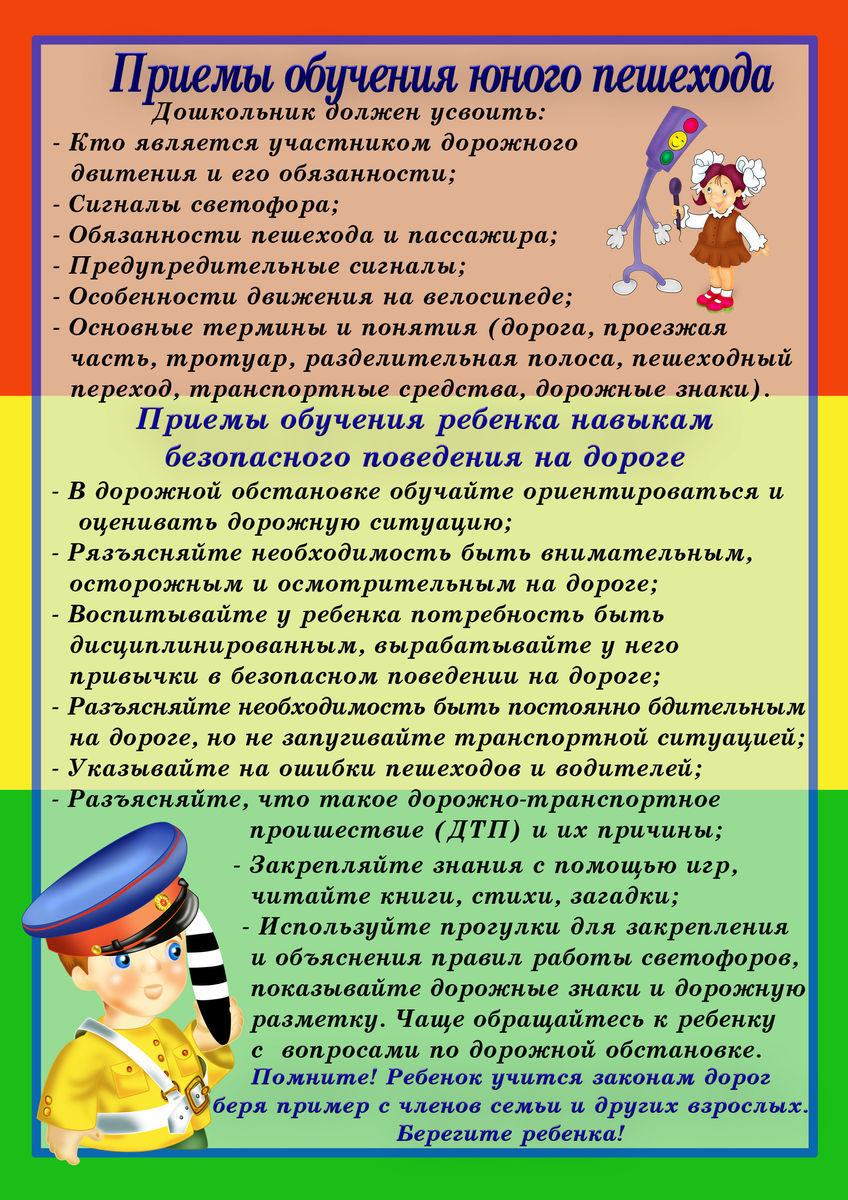 Приемы обучения юного пешехода
Дошкольник должен усвоить:
- Кто является участником дорожного
двитения и его обязанности;
- Сигналы светофора;
- Обязанности пешехода и пассажира;
- Предупредительные сигналы;
- Особенности движения на велосипеде;
- Основные термины и понятия (дорога, проезжая
часть, тротуар, разделительная полоса, пешеходный
переход, транспортные средства, дорожные знаки).
Приемы обучения ребенка навыкам
безопасного поведения на дороге
- В дорожной обстановке обучайте ориентироваться и
оценивать дорожную ситуацию;
- Рязъясняйте необходимость быть внимательным,
осторожным и осмотрительным на дороге;
- Воспитывайте у ребенка потребность быть
дисциплинированным, вырабатывайте у него
привычки в безопасном поведении на дороге;
- Разъясняйте необходимость быть постоянно бдительным
на дороге, но не запугивайте транспортной ситуацией;
- Указывайте на ошибки пешеходов и водителей;
- Разъясняйте, что такое дорожно-транспортное
проишествие (ДТП) и их причины;
- Закрепляйте знания с помощью игр,
читайте книги, стихи, загадки;
- Используйте прогулки для закрепления
и объяснения правил работы светофоров,
показывайте дорожные знаки и дорожную
разметку. Чаще обращайтесь к ребенку
с вопросами по дорожной обстановке.
Помните! Ребенок учится законам дорог
беря пример с членов семьи и других взрослых.
Берегите ребенка!